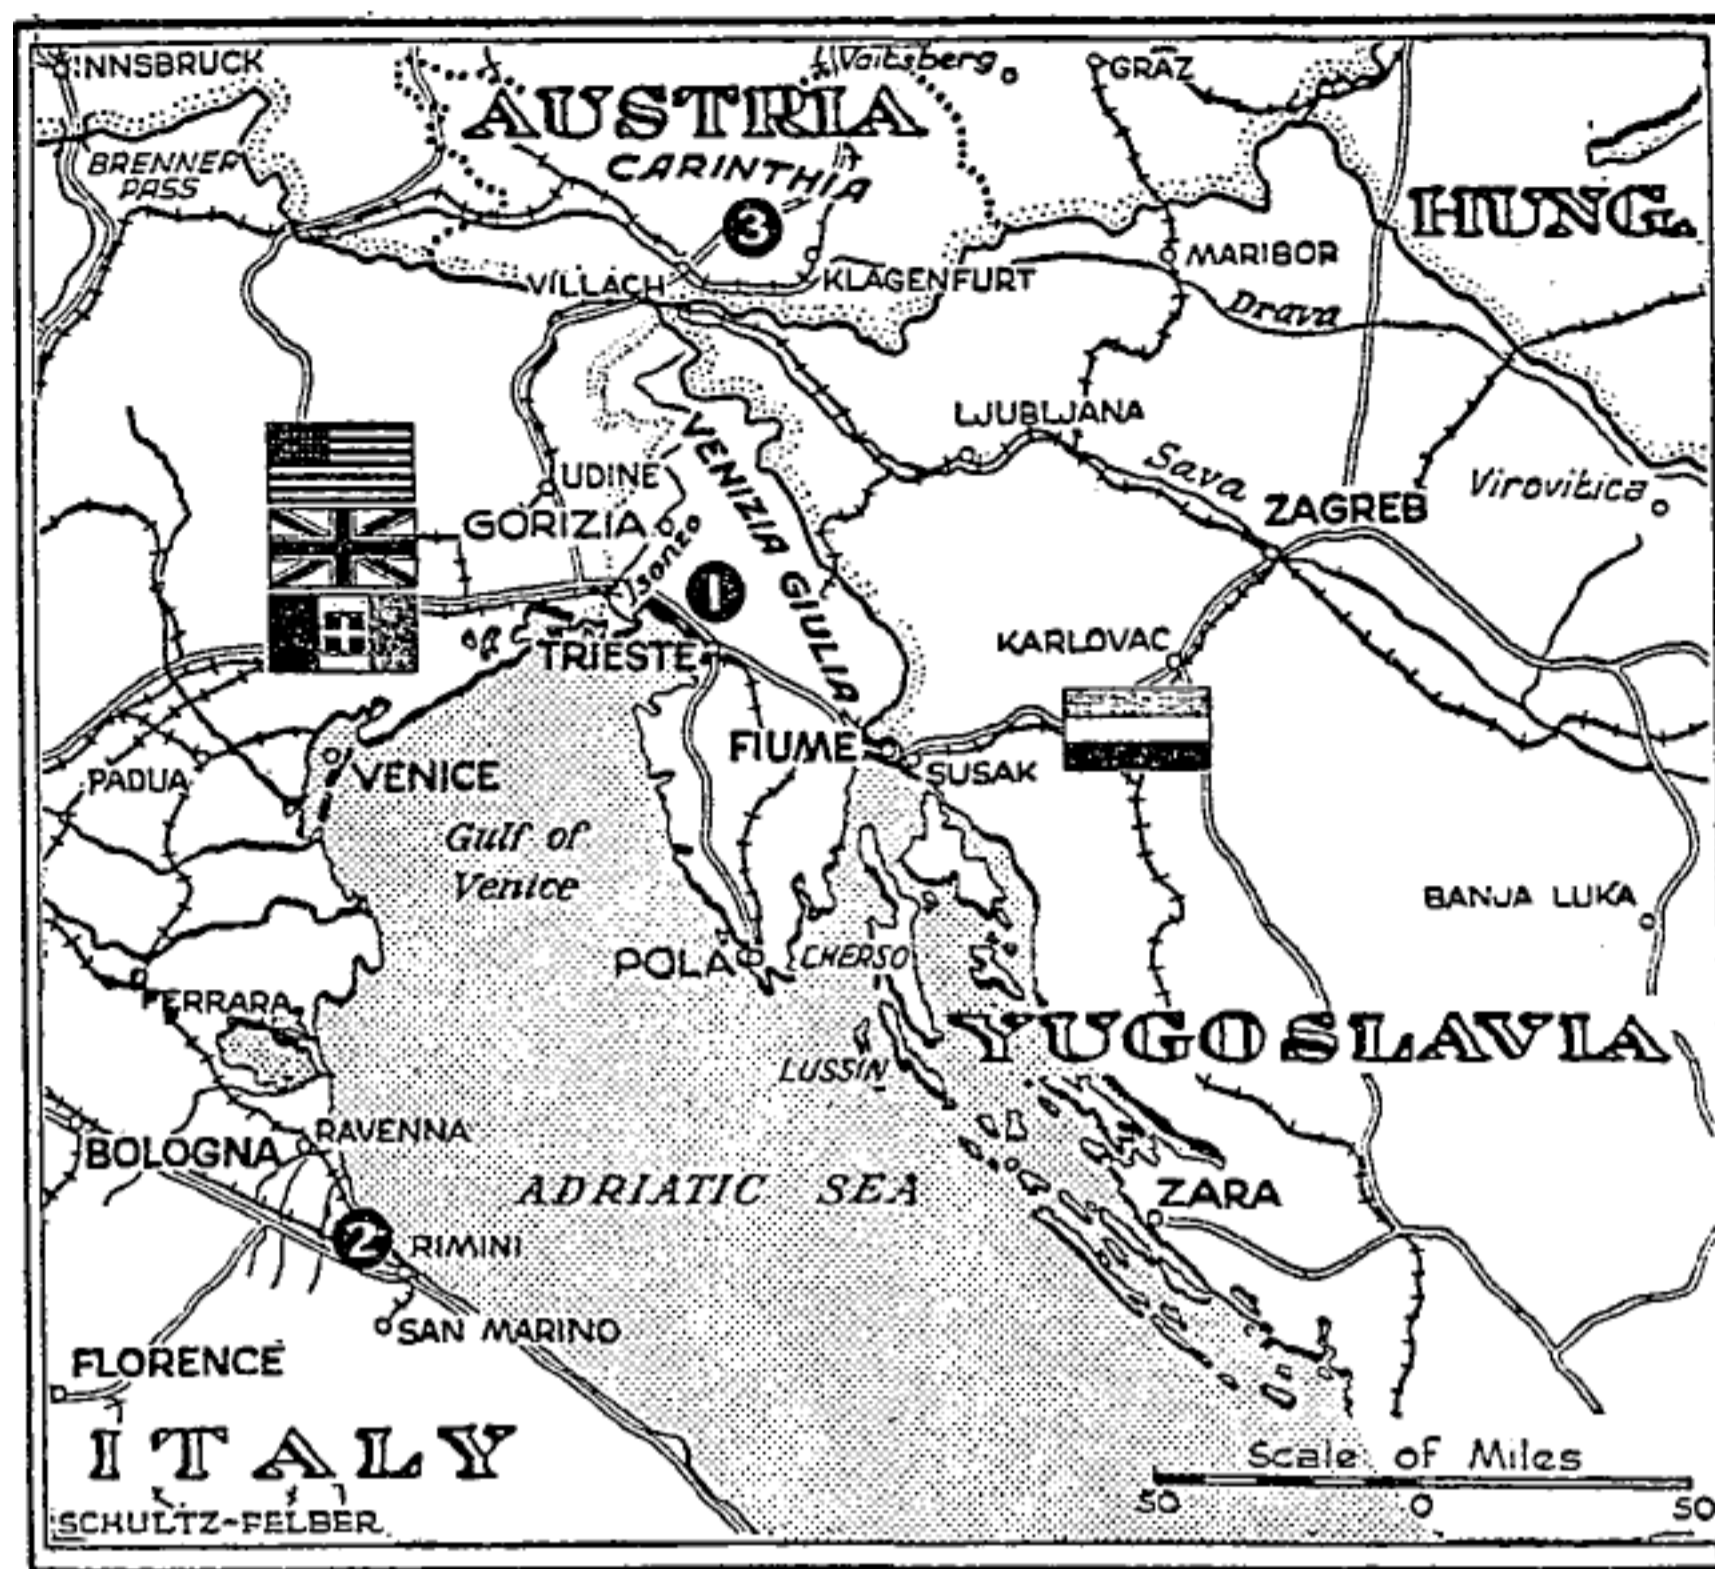 INNSBRUCK
Voitsberg
GRAZ
AUSTRIA
BRENNER
PASS
CARINTHIA
HUNG
3
MARIBOR
VILLACH
KLAGENFURT
Drava
LJUBLJANA
VENIZIA GIULIA
UDINE
Sava
Virovitica
GORIZIA
ZAGREB
Isonzo
1
KARLOVAC
TRIESTE
FIUME
SUSAK
PADUA
VENICE
Gulf of
Venice
BANJA LUKA
POLA
CHERSO
FERRARA
YUGOSLAVIA
LUSSIN
RAVENNA
BOLOGNA
ADRIATIC SEA
ZARA
2
RIMINI
SAN MARINO
FLORENCE
ITALY
Scale of Miles
50 0 50
SCHULTZ-FELBER